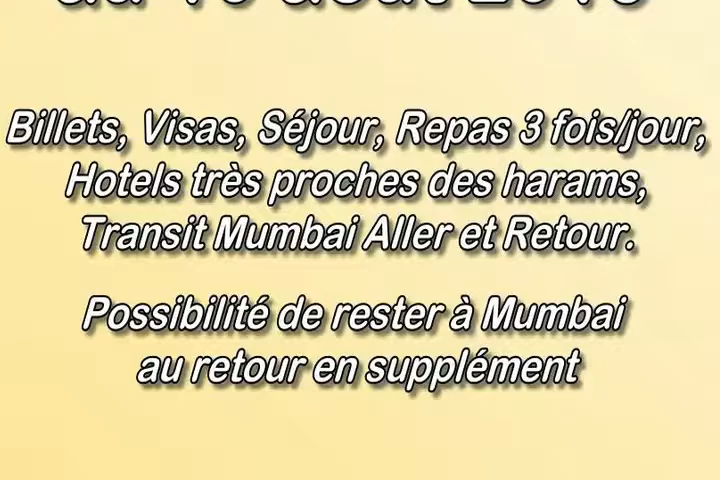 Billets, Visas, Séjour, Repas 3 fois/jour,
Hotels très proches des harams,
Transit Mumbai Aller et Retour.
Possibilité de rester à Mumbai
au retour en supplément